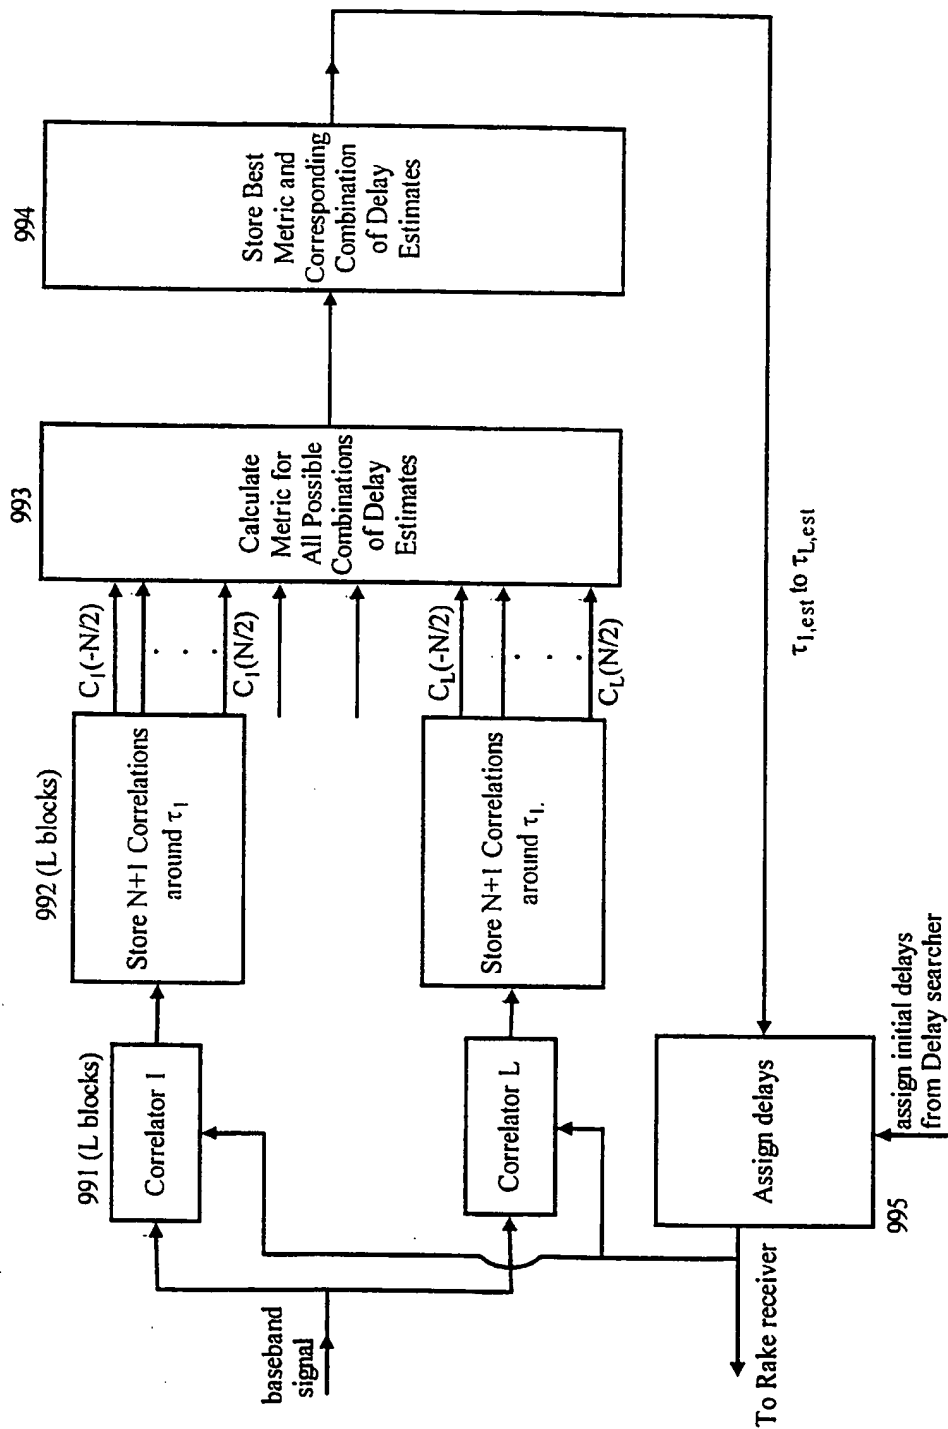 991 (L blocks)
992 (L blocks)
993
994
baseband
signal
Correlator 1
Store N+1 Correlations
around τ1
C1(-N/2)
. . .
C1(N/2)
Calculate
Metric for
All Possible
Combinations
of Delay
Estimates
Store Best
Metric and
Corresponding
Combination
of Delay
Estimates
Correlator L
Store N+1 Correlations
around τL
CL(-N/2)
. . .
CL(N/2)
τ1,est to τL,est
To Rake receiver
Assign delays
995
assign initial delays
from Delay searcher